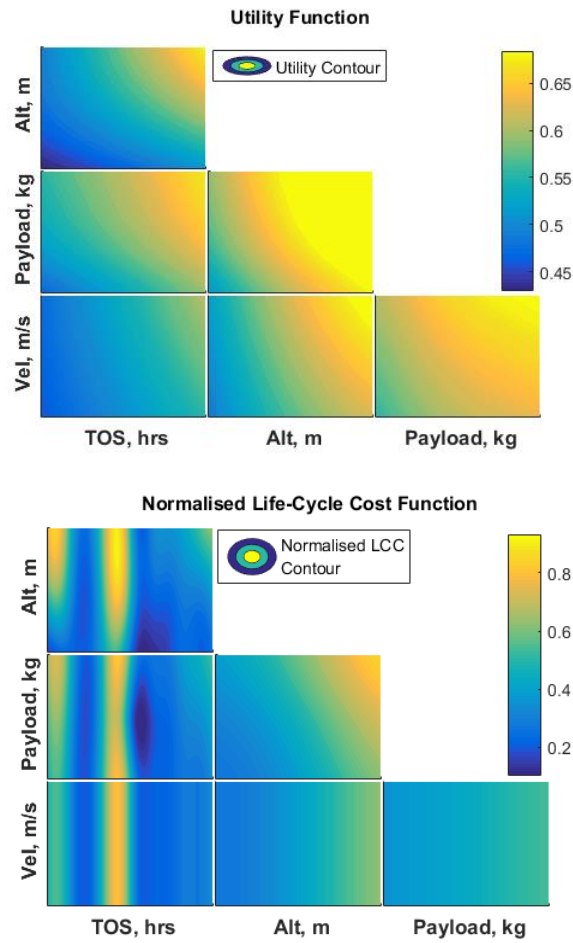 Utility Function
Alt, m
Utility Contour
0.65
0.6
0.55
0.5
0.45
Payload, kg
Vel, m/s
TOS, hrs
Alt, m
Payload, kg
Normalised Life-Cycle Cost Function
Alt, m
Normalised LCC
Contour
0.8
0.6
0.4
0.2
Payload, kg
Vel, m/s
TOS, hrs
Alt, m
Payload, kg